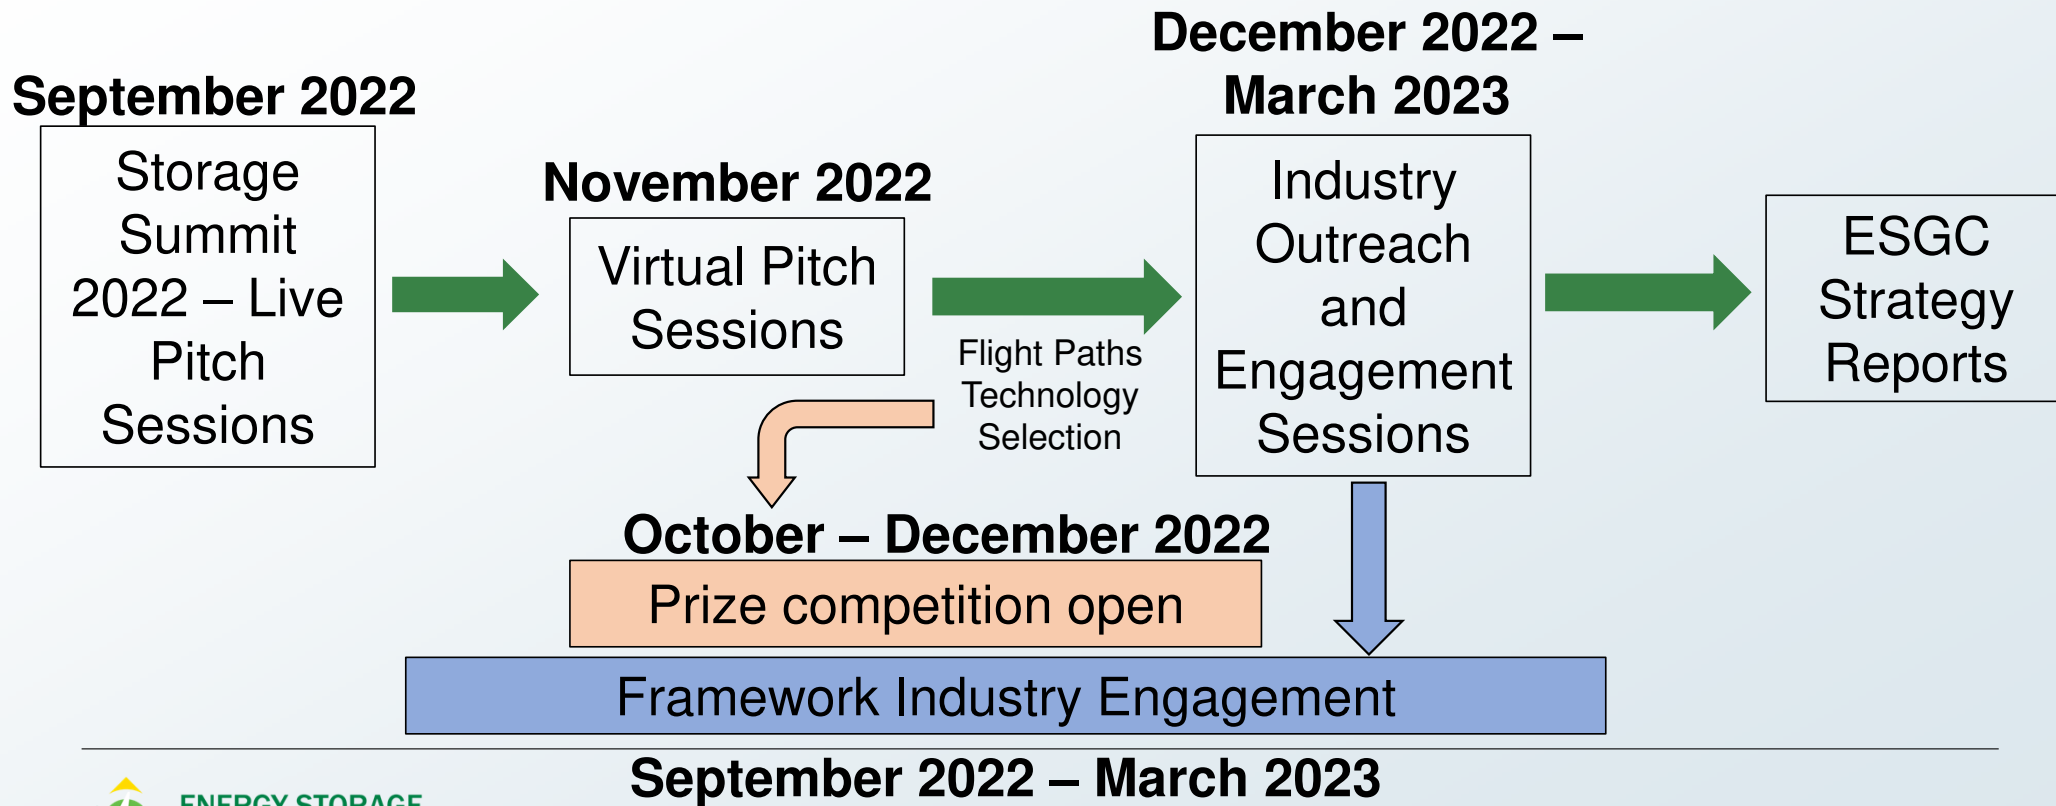 September 2022
Storage
Summit
2022 – Live
Pitch
Sessions
November 2022
Virtual Pitch
Sessions
Flight Paths
Technology
Selection
December 2022 –
March 2023
Industry
Outreach
and
Engagement
Sessions
ESGC
Strategy
Reports
October – December 2022
Prize competition open
Framework Industry Engagement
September 2022 – March 2023
ENERGY STORAGE